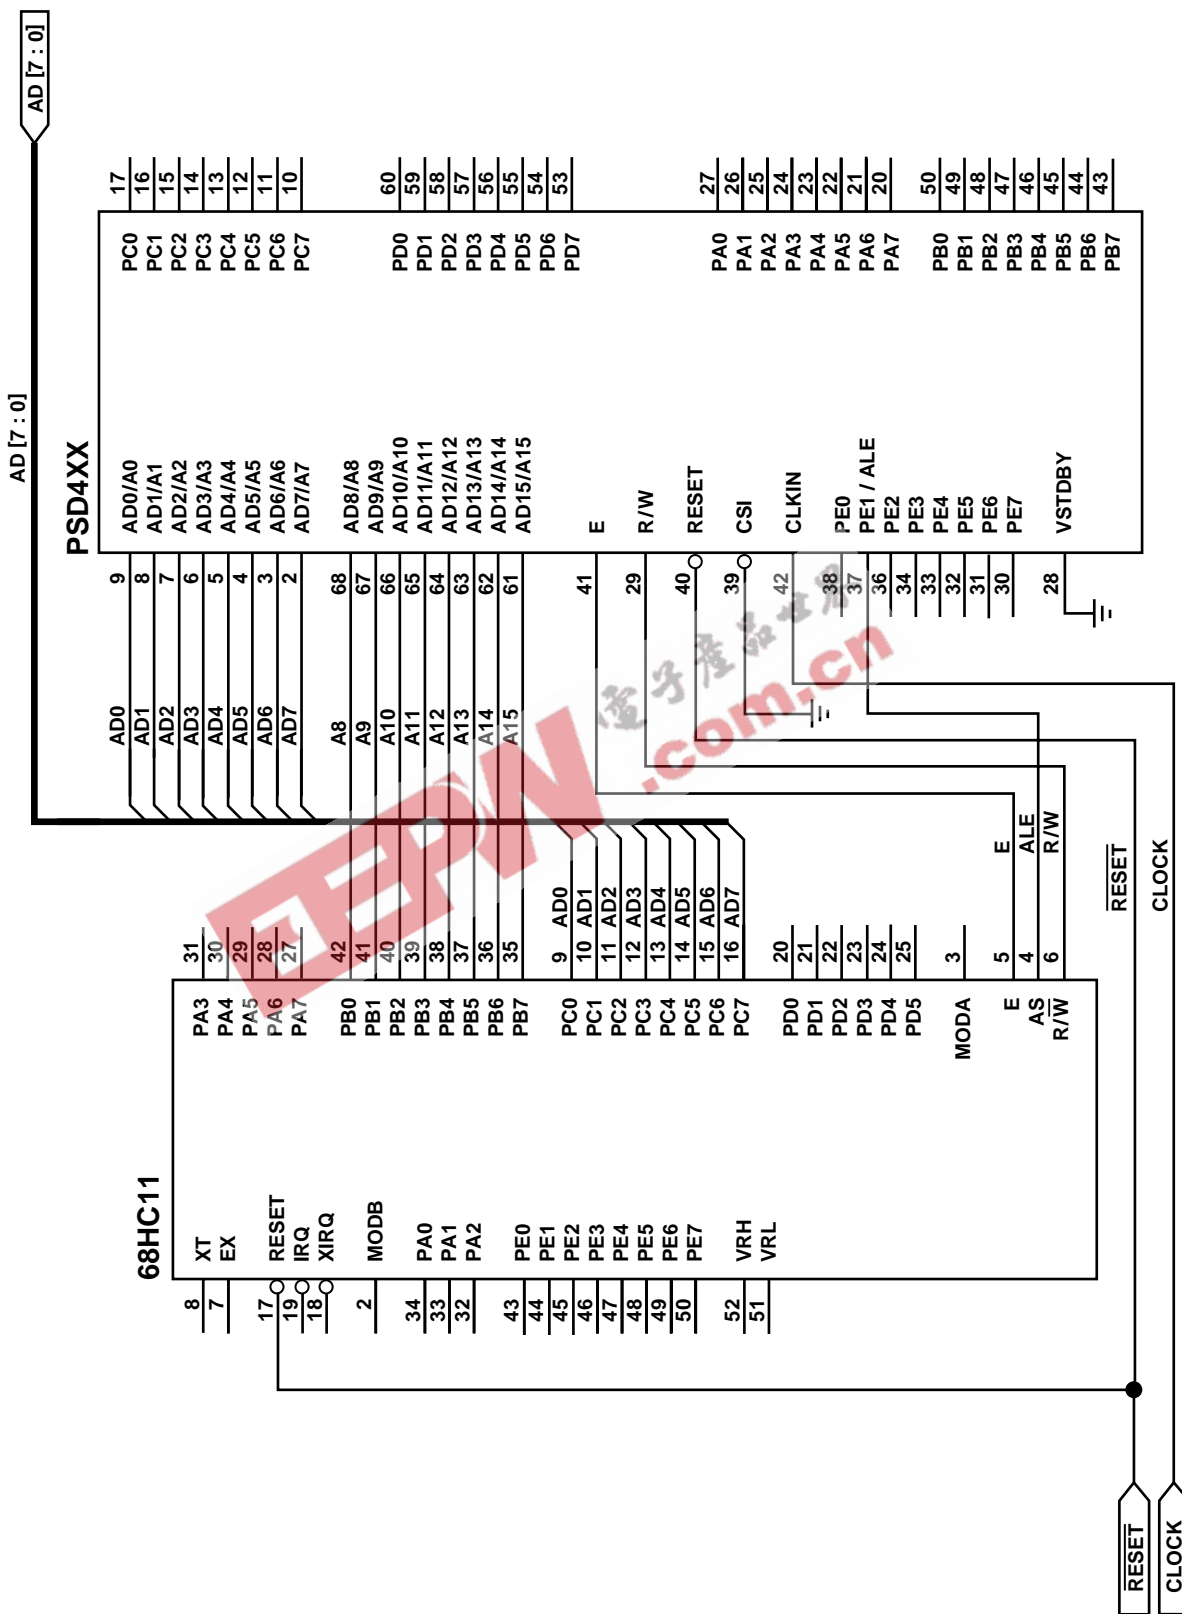 AD [7 : 0]
AD [7 : 0]
PSD4XX
9 AD0/A0
8 AD1/A1
7 AD2/A2
6 AD3/A3
5 AD4/A4
4 AD5/A5
3 AD6/A6
2 AD7/A7
68 AD8/A8
67 AD9/A9
66 AD10/A10
65 AD11/A11
64 AD12/A12
63 AD13/A13
62 AD14/A14
61 AD15/A15
41 E
29 R/W
40 RESET
39 CSI
42 CLKIN
38 PE0
37 PE1 / ALE
36 PE2
34 PE3
33 PE4
32 PE5
31 PE6
30 PE7
28 VSTDBY
PC0 17
PC1 16
PC2 15
PC3 14
PC4 13
PC5 12
PC6 11
PC7 10
PD0 60
PD1 59
PD2 58
PD3 57
PD4 56
PD5 55
PD6 54
PD7 53
PA0 27
PA1 26
PA2 25
PA3 24
PA4 23
PA5 22
PA6 21
PA7 20
PB0 50
PB1 49
PB2 48
PB3 47
PB4 46
PB5 45
PB6 44
PB7 43
AD0
AD1
AD2
AD3
AD4
AD5
AD6
AD7
A8
A9
A10
A11
A12
A13
A14
A15
68HC11
8 XT
7 EX
17 RESET
19 IRQ
18 XIRQ
2 MODB
34 PA0
33 PA1
32 PA2
43 PE0
44 PE1
45 PE2
46 PE3
47 PE4
48 PE5
49 PE6
50 PE7
52 VRH
51 VRL
PA3 31
PA4 30
PA5 29
PA6 28
PA7 27
PB0 42
PB1 41
PB2 40
PB3 39
PB4 38
PB5 37
PB6 36
PB7 35
PC0 9 AD0
PC1 10 AD1
PC2 11 AD2
PC3 12 AD3
PC4 13 AD4
PC5 14 AD5
PC6 15 AD6
PC7 16 AD7
PD0 20
PD1 21
PD2 22
PD3 23
PD4 24
PD5 25
MODA 3
E 5 E
AS 4 ALE
R/W 6 R/W
RESET
CLOCK
RESET
CLOCK
EEPW
.com.cn
電子產品世界